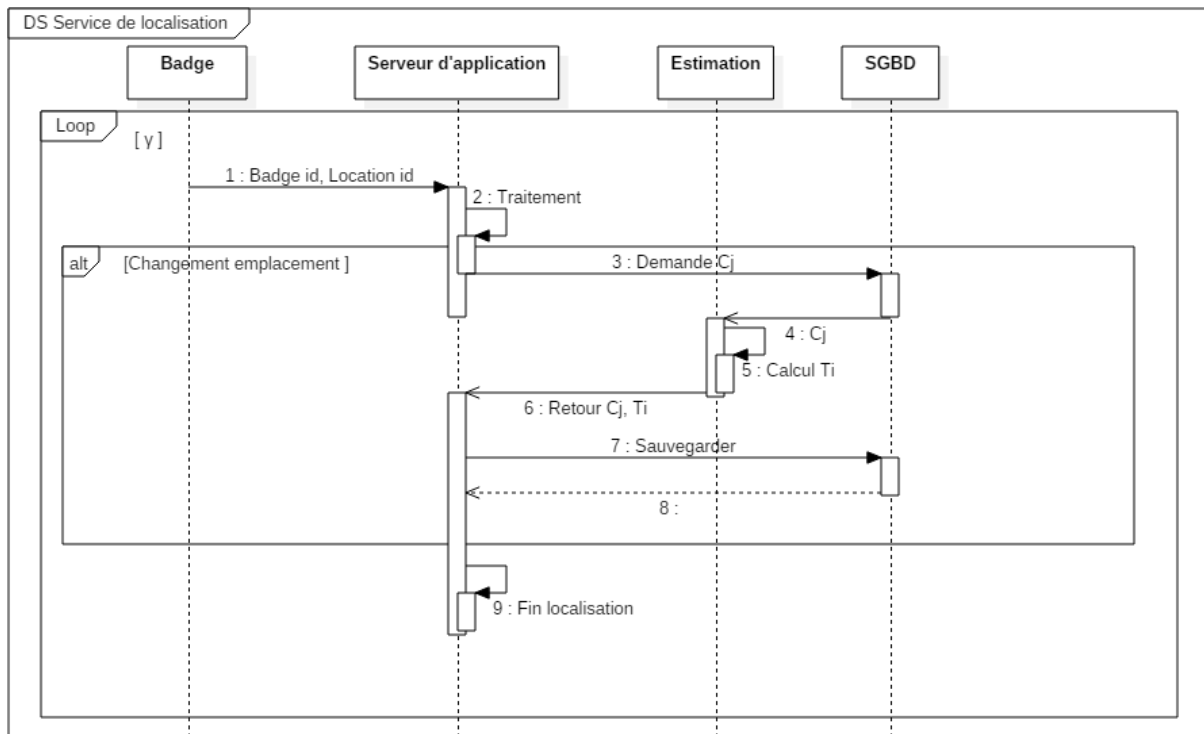 DS Service de localisation
Badge
Serveur d'application
Estimation
SGBD
Loop
[ y ]
1 : Badge id, Location id
2 : Traitement
alt
[Changement emplacement ]
3 : Demande Cj
4 : Cj
5 : Calcul Ti
6 : Retour Cj, Ti
7 : Sauvegarder
8 :
9 : Fin localisation